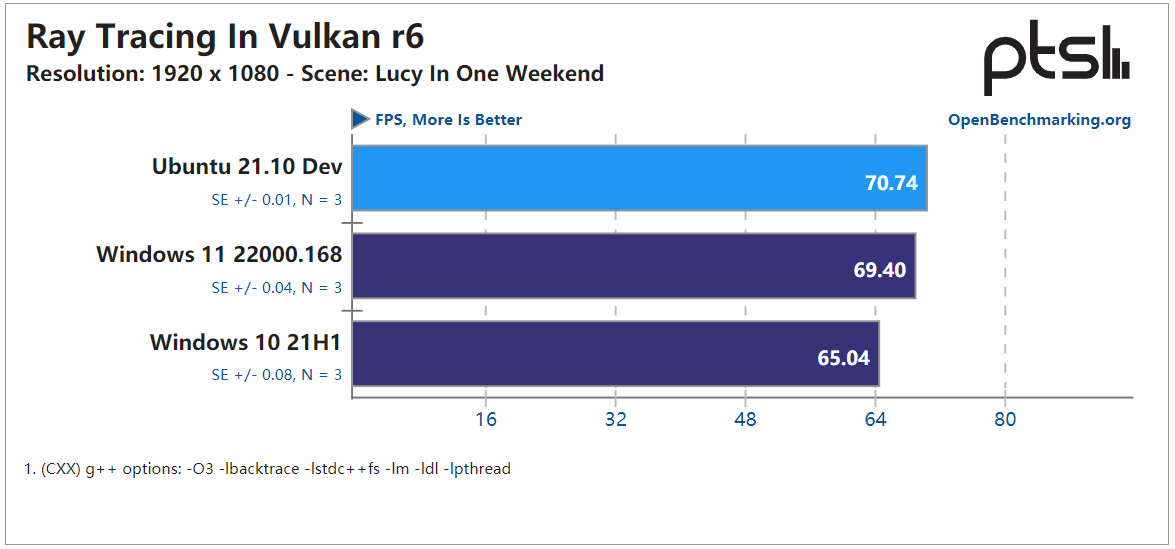 Ray Tracing In Vulkan r6
Resolution: 1920 x 1080 - Scene: Lucy In One Weekend
pts
FPS, More Is Better
OpenBenchmarking.org
Ubuntu 21.10 Dev
SE +/- 0.01, N = 3
70.74
Windows 11 22000.168
SE +/- 0.04, N = 3
69.40
Windows 10 21H1
SE +/- 0.08, N = 3
65.04
16 32 48 64 80
1. (CXX) g++ options: -O3 -lbacktrace -lstdc++fs -lm -ldl -lpthread